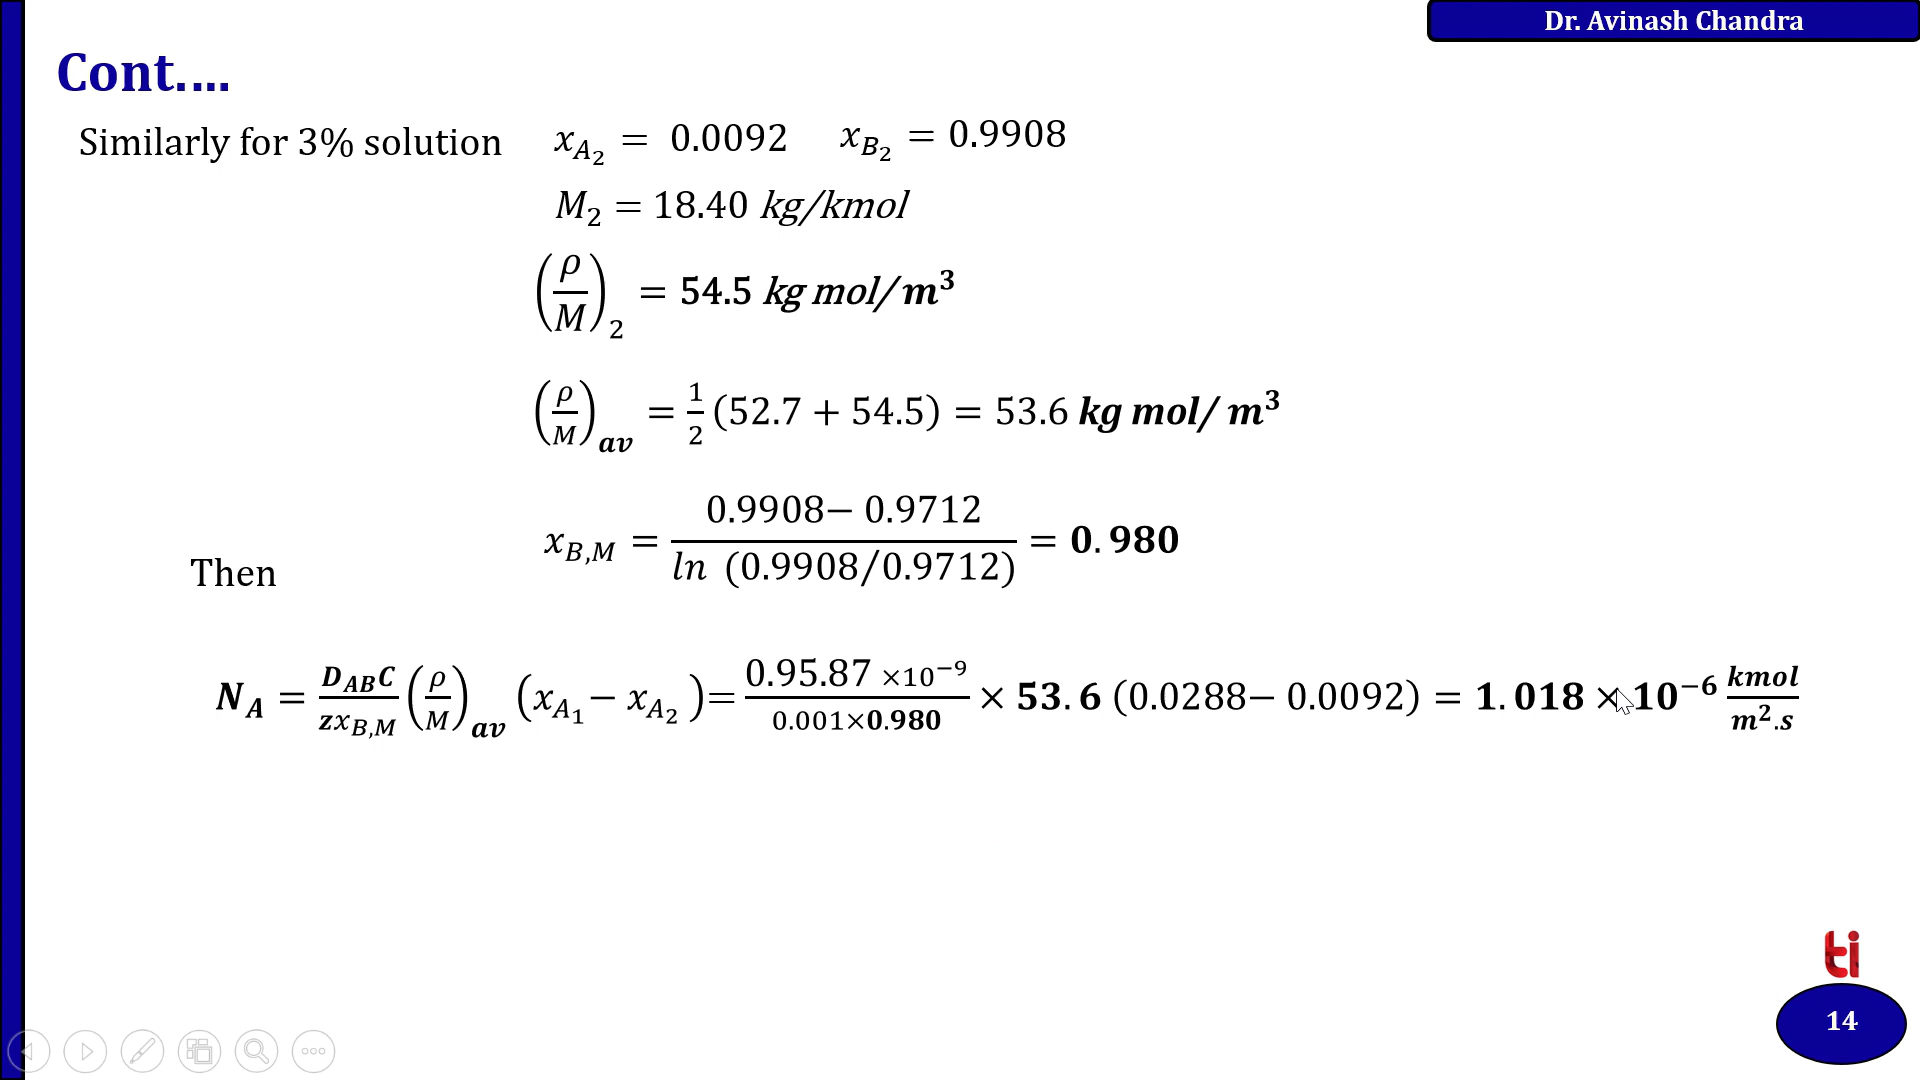 Dr. Avinash Chandra
Cont....
Similarly for 3% solution x_{A_2} = 0.0092 x_{B_2} = 0.9908
M_2 = 18.40 kg/kmol
(ρ/M)_2 = 54.5 kg mol/m^3
(ρ/M)_{av} = 1/2 (52.7 + 54.5) = 53.6 kg mol/ m^3
Then x_{B,M} = (0.9908− 0.9712)/(ln (0.9908/0.9712)) = 0.980
N_A = (D_{AB}C)/(zx_{B,M}) (ρ/M)_{av} (x_{A_1} − x_{A_2}) = (0.95.87 ×10^{−9})/(0.001×0.980) × 53.6 (0.0288− 0.0092) = 1.018 × 10^{−6} kmol/(m^2.s)
ti
14